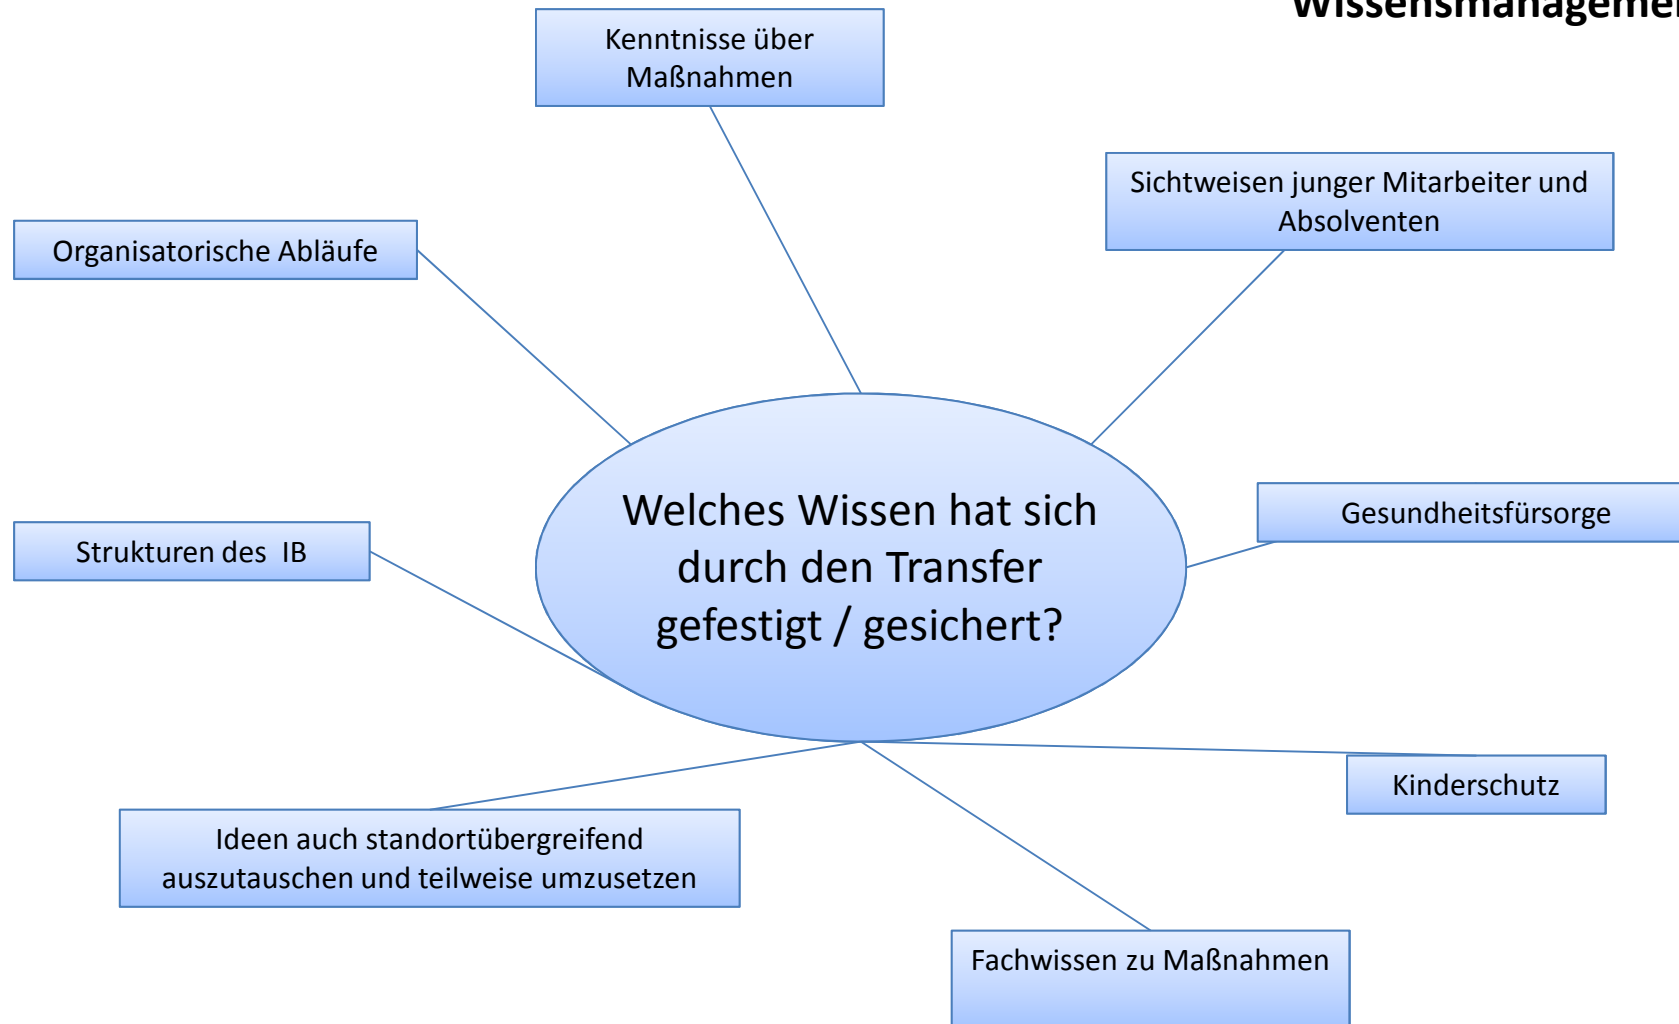 Kenntnisse über
Maßnahmen
Sichtweisen junger Mitarbeiter und
Absolventen
Organisatorische Abläufe
Welches Wissen hat sich
durch den Transfer
gefestigt / gesichert?
Gesundheitsfürsorge
Strukturen des  IB
Kinderschutz
Ideen auch standortübergreifend
auszutauschen und teilweise umzusetzen
Fachwissen zu Maßnahmen